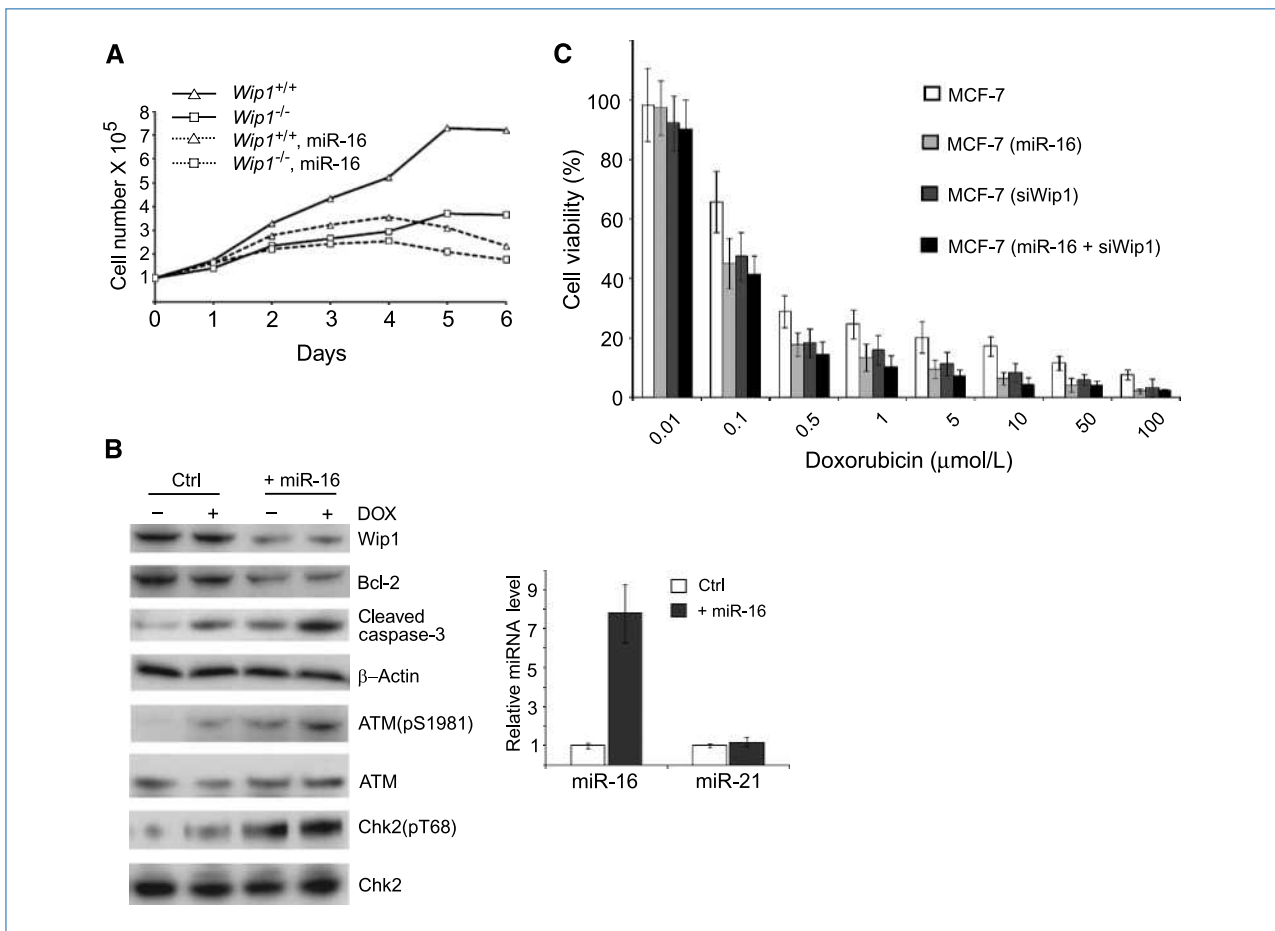 A
Wip1+/+
Wip1-/-
Wip1+/+, miR-16
Wip1-/-, miR-16
Cell number X 10⁵
8
7
6
5
4
3
2
1
0 1 2 3 4 5 6
Days
B
Ctrl + miR-16
– + – + DOX
Wip1
Bcl-2
Cleaved
caspase-3
β–Actin
ATM(pS1981)
ATM
Chk2(pT68)
Chk2
Relative miRNA level
9
7
5
3
1
Ctrl
+ miR-16
miR-16 miR-21
C
Cell viability (%)
100
80
60
40
20
0
MCF-7
MCF-7 (miR-16)
MCF-7 (siWip1)
MCF-7 (miR-16 + siWip1)
0.01 0.1 0.5 1 5 10 50 100
Doxorubicin (μmol/L)